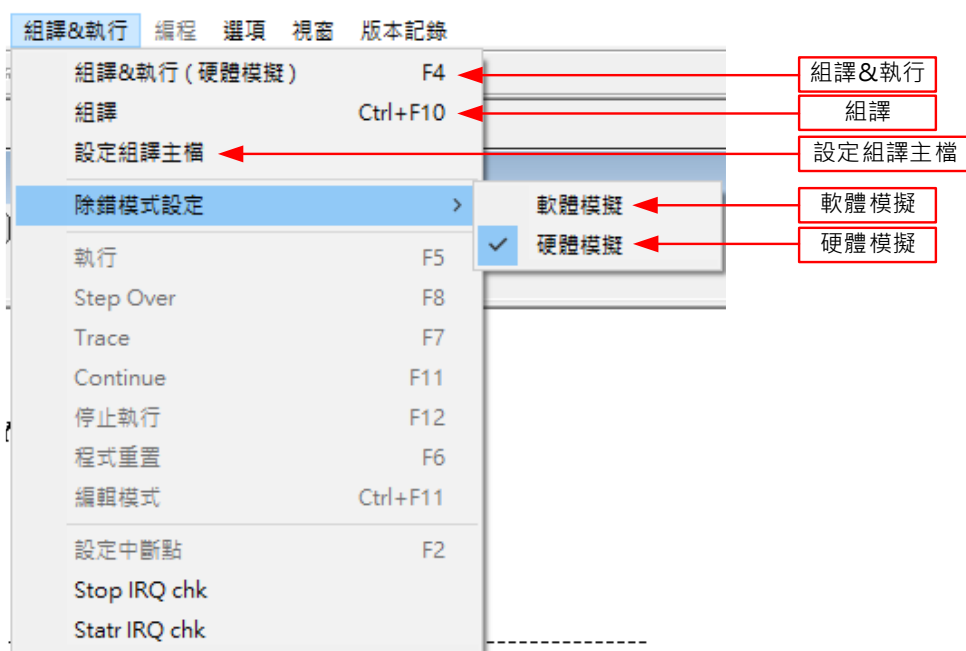 組譯&執行 編程 選項 視窗 版本記錄
組譯&執行 ( 硬體模擬 ) F4 組譯&執行
組譯 Ctrl+F10 組譯
設定組譯主檔 設定組譯主檔
除錯模式設定 > 軟體模擬 軟體模擬
✓ 硬體模擬 硬體模擬
執行 F5
Step Over F8
Trace F7
Continue F11
停止執行 F12
程式重置 F6
編輯模式 Ctrl+F11
設定中斷點 F2
Stop IRQ chk
Statr IRQ chk